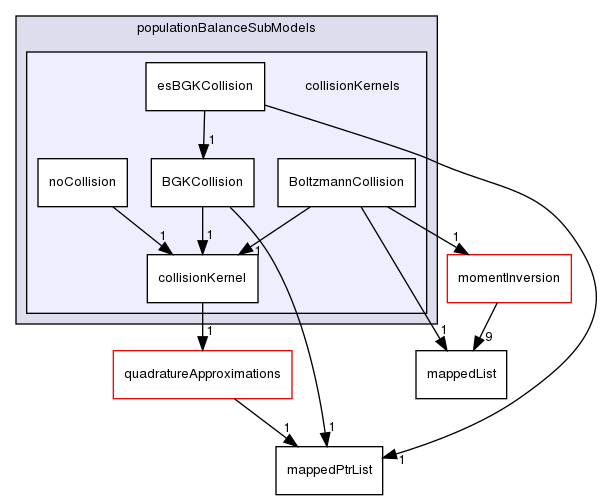 populationBalanceSubModels
esBGKCollision
collisionKernels
1
noCollision
BGKCollision
BoltzmannCollision
1
1
1
1
collisionKernel
momentInversion
1
1
9
quadratureApproximations
mappedList
1
1
1
mappedPtrList